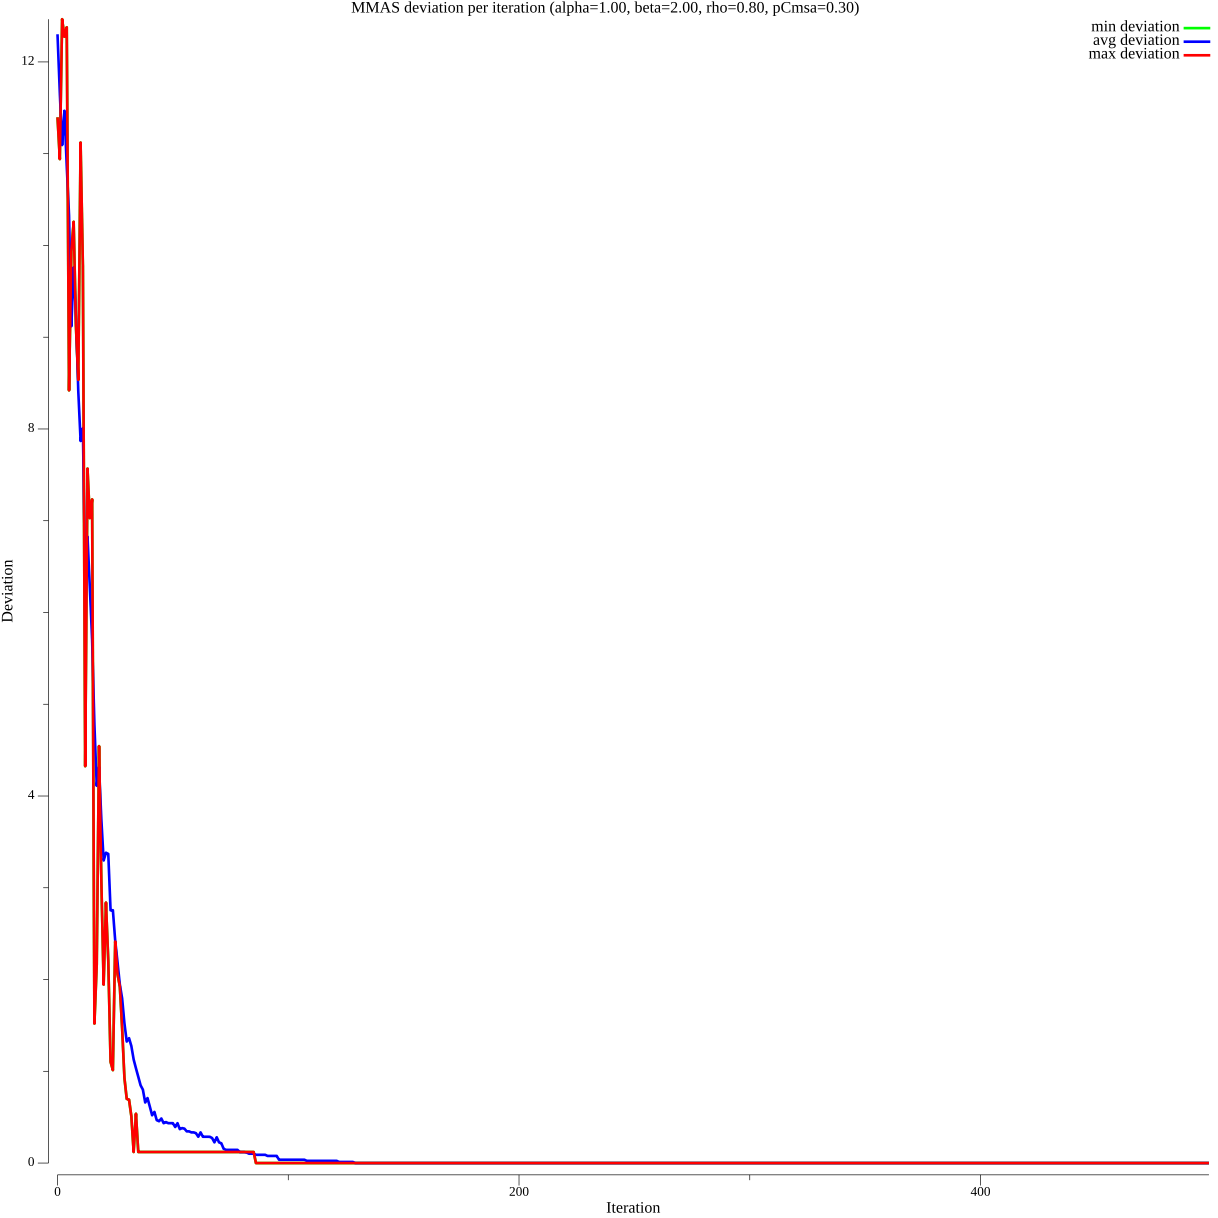 MMAS deviation per iteration (alpha=1.00, beta=2.00, rho=0.80, pCmsa=0.30)
min deviation
avg deviation
max deviation
12
8
4
0
Deviation
0 200 400
Iteration